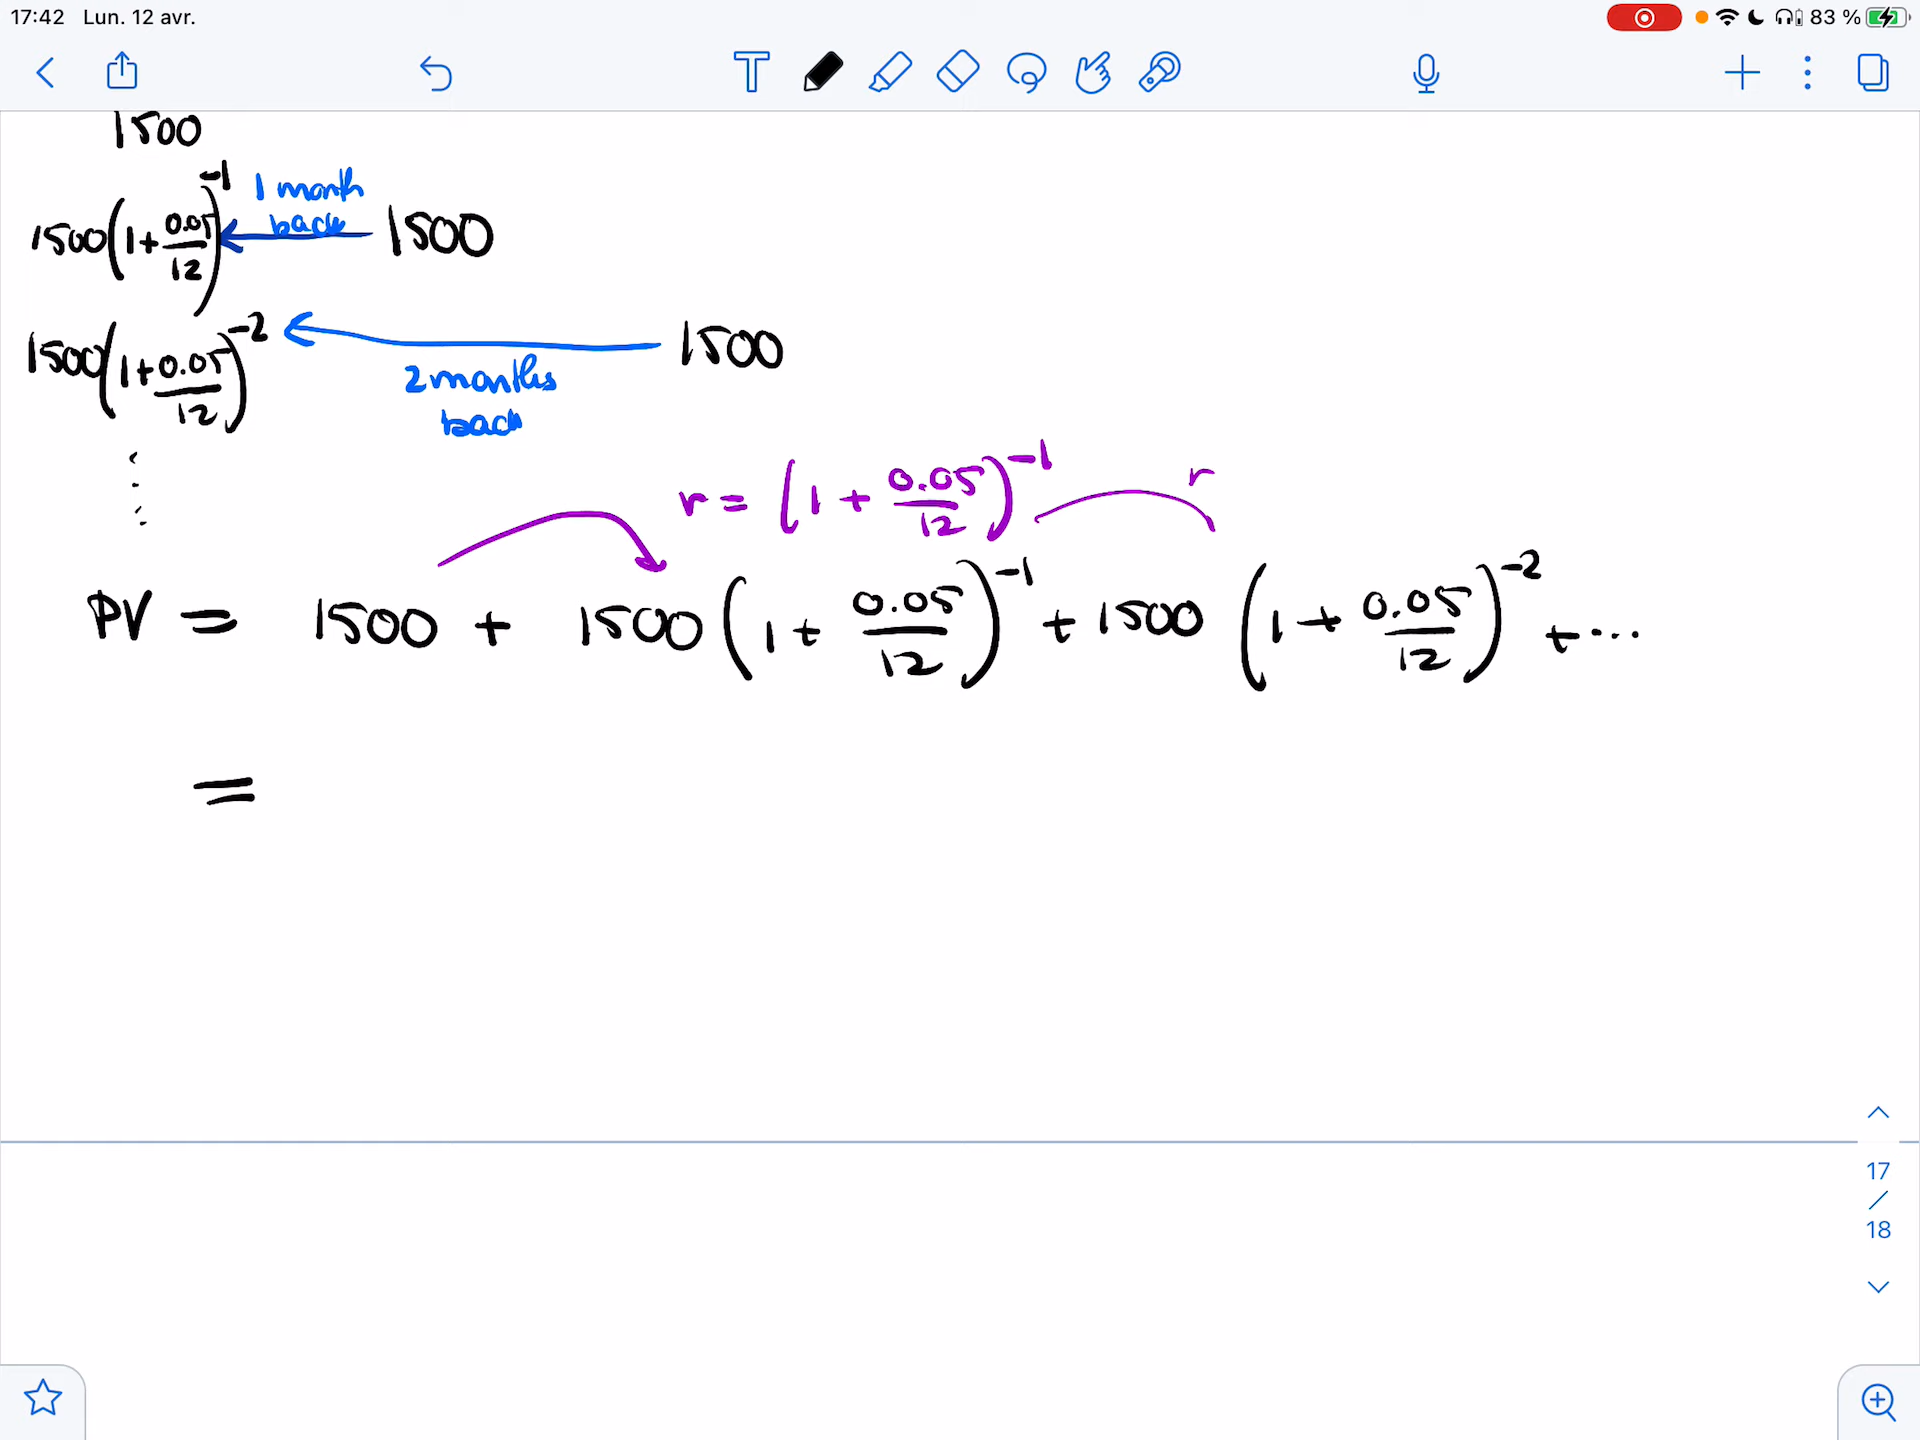 17:42 Lun. 12 avr. 83 %
T
1500
1500(1+0.05/12)^-1 1 month back 1500
1500(1+0.05/12)^-2 2 months back 1500
⋮
r = (1 + 0.05/12)^-1 r
PV = 1500 + 1500 (1 + 0.05/12)^-1 + 1500 (1 + 0.05/12)^-2 + ...
=
17
/
18